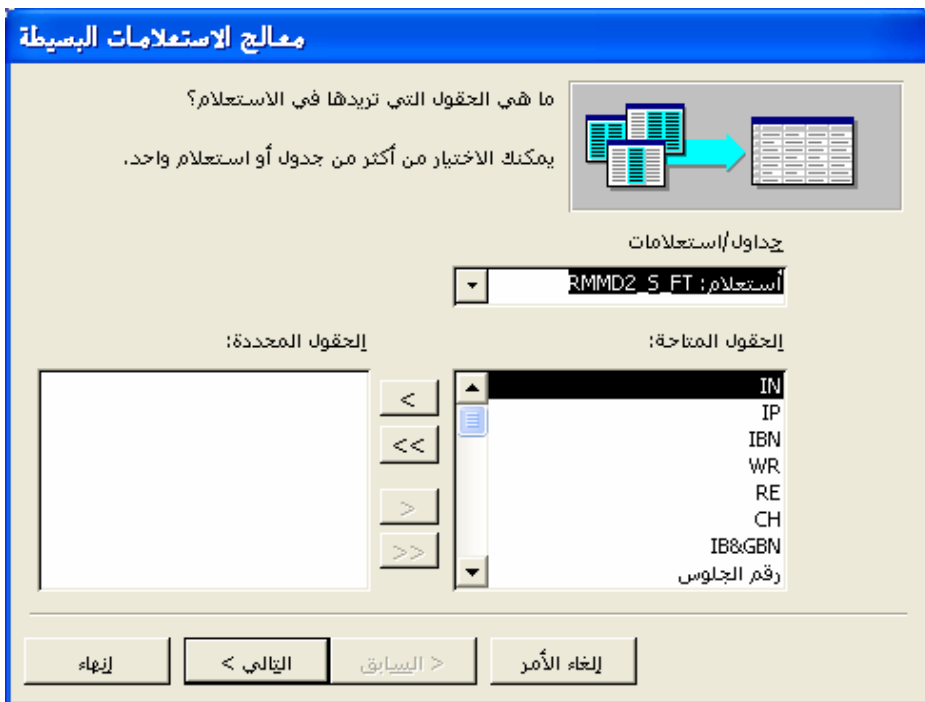 معالج الاستعلامات البسيطة
ما هي الحقول التي تريدها في الاستعلام؟
يمكنك الاختيار من أكثر من جدول أو استعلام واحد.
جداول/استعلامات
أستعلام: RMMD2_S_FT
الحقول المتاحة:
الحقول المحددة:
IN
IP
IBN
WR
RE
CH
IB&GBN
رقم الجلوس
<
<<
>
>>
إلغاء الأمر
< السابق
التالي >
إنهاء